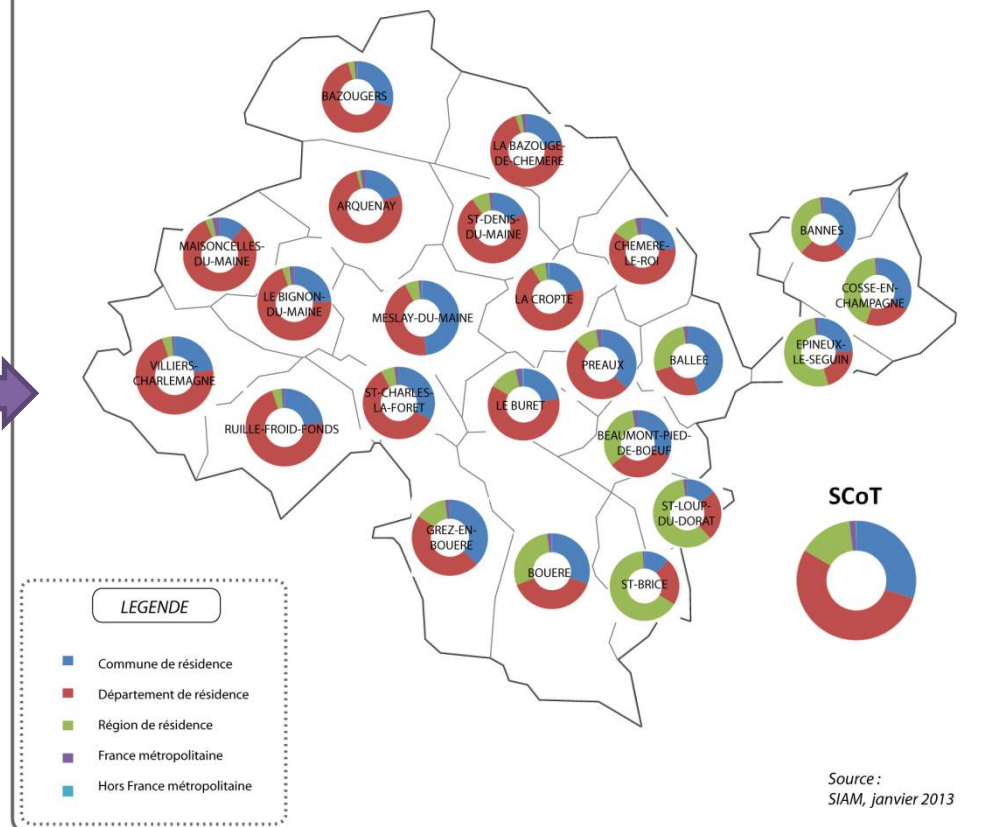 BAZOUGERS
LA BAZOUGE-
DE-CHEMERE
ARQUENAY
ST-DENIS-
DU-MAINE
BANNES
MAISONCELLES-
DU-MAINE
CHEMERE-
LE-ROI
COSSE-EN-
CHAMPAGNE
LE BIGNON-
DU-MAINE
LA CROPTE
MESLAY-DU-MAINE
EPINEUX-
LE-SEGUIN
VILLIERS-
CHARLEMAGNE
PREAUX
BALLEE
ST-CHARLES-
LA-FORET
LE BURET
RUILLE-FROID-FONDS
BEAUMONT-PIED-
DE-BOEUF
SCoT
ST-LOUP-
DU-DORAT
GREZ-EN-
BOUERE
BOUERE
ST-BRICE
LEGENDE
Commune de résidence
Département de résidence
Région de résidence
France métropolitaine
Hors France métropolitaine
Source :
SIAM, janvier 2013